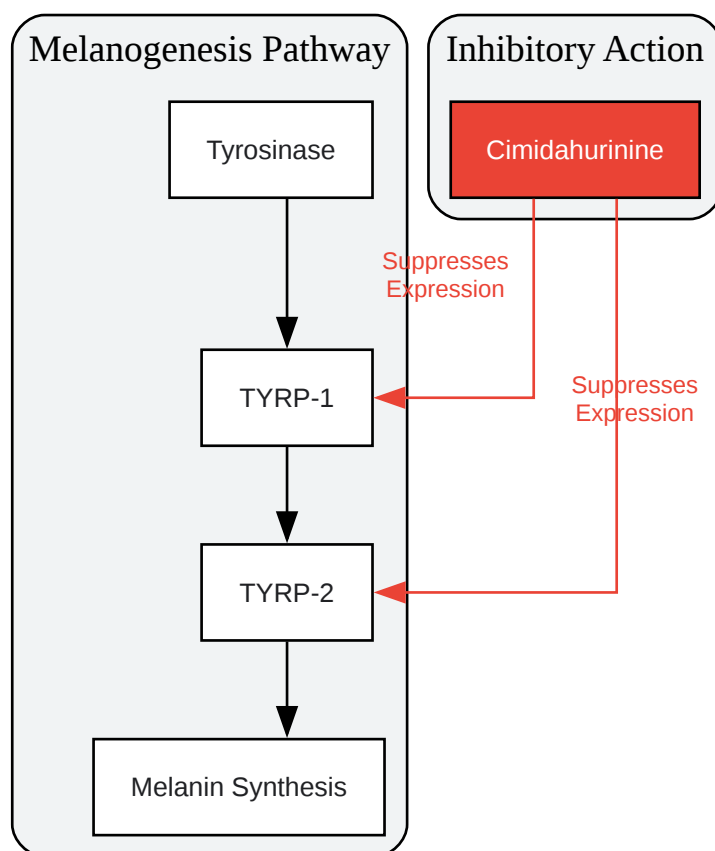 Melanogenesis Pathway
Inhibitory Action
Tyrosinase
Cimidahurinine
Suppresses
Expression
TYRP-1
Suppresses
Expression
TYRP-2
Melanin Synthesis